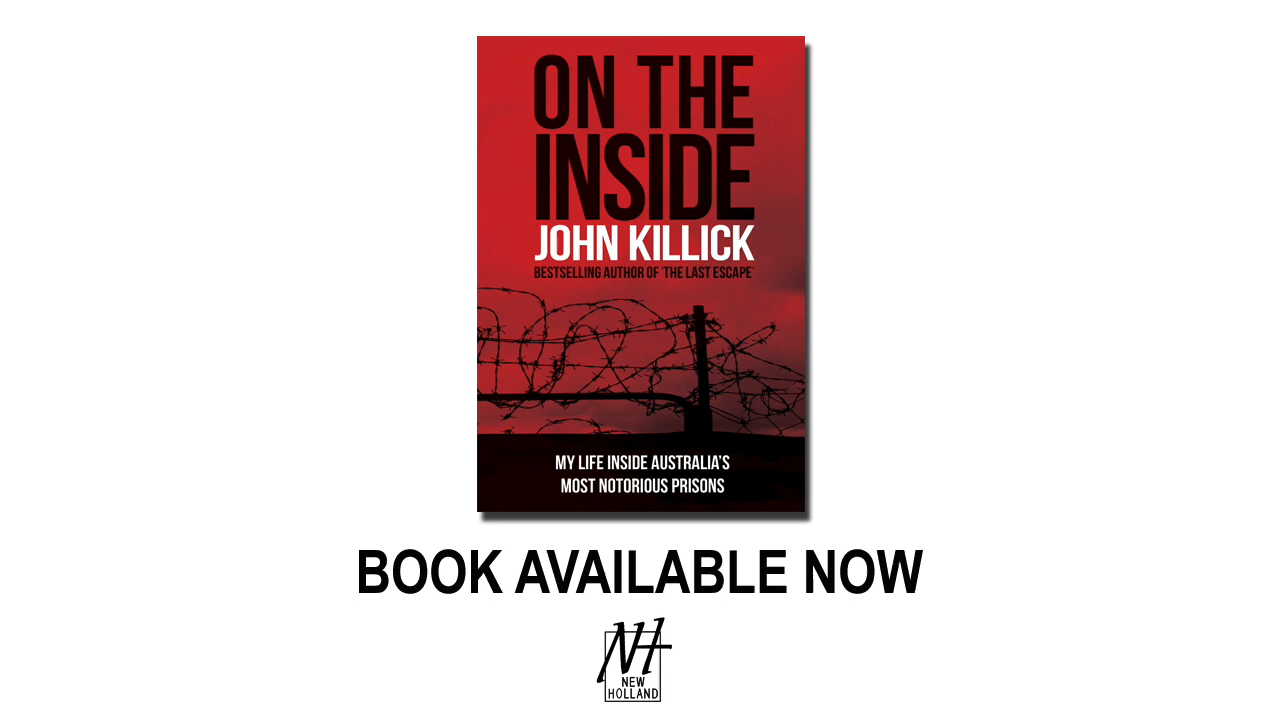 ON THE
INSIDE
JOHN KILLICK
BESTSELLING AUTHOR OF 'THE LAST ESCAPE'
MY LIFE INSIDE AUSTRALIA'S
MOST NOTORIOUS PRISONS
BOOK AVAILABLE NOW
NH
NEW
HOLLAND